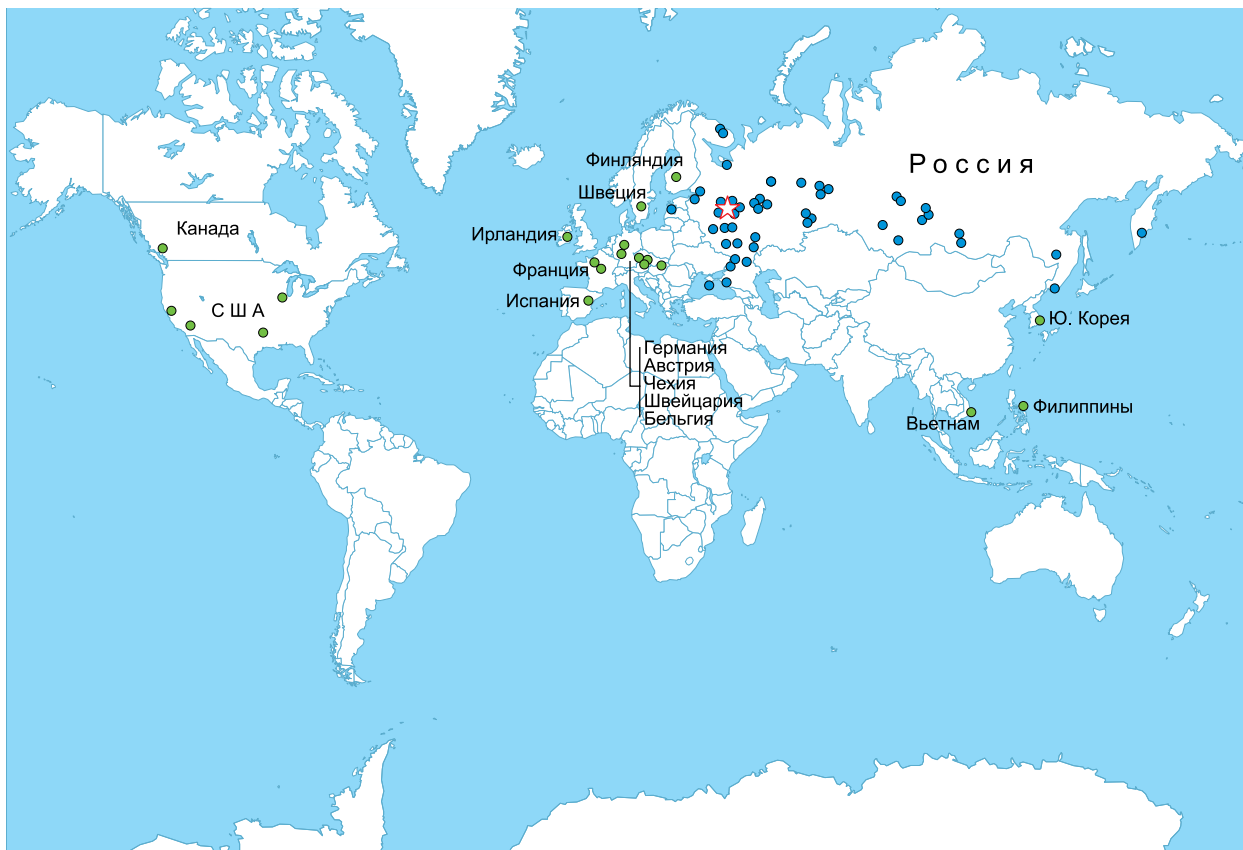 Россия
Финляндия
Швеция
Канада
Ирландия
Франция
Испания
США
Ю. Корея
Германия
Австрия
Чехия
Швейцария
Бельгия
Филиппины
Вьетнам